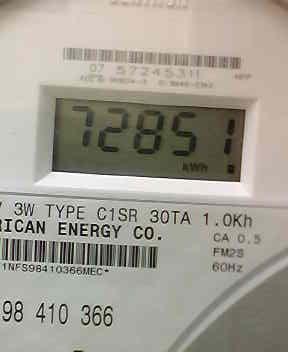 07 57245311
72851
kWh
V 3W TYPE C1SR 30TA 1.0Kh
RICAN ENERGY CO.
CA 0.5
FM2S
60Hz
1NFS98410366MEC*
98 410 366